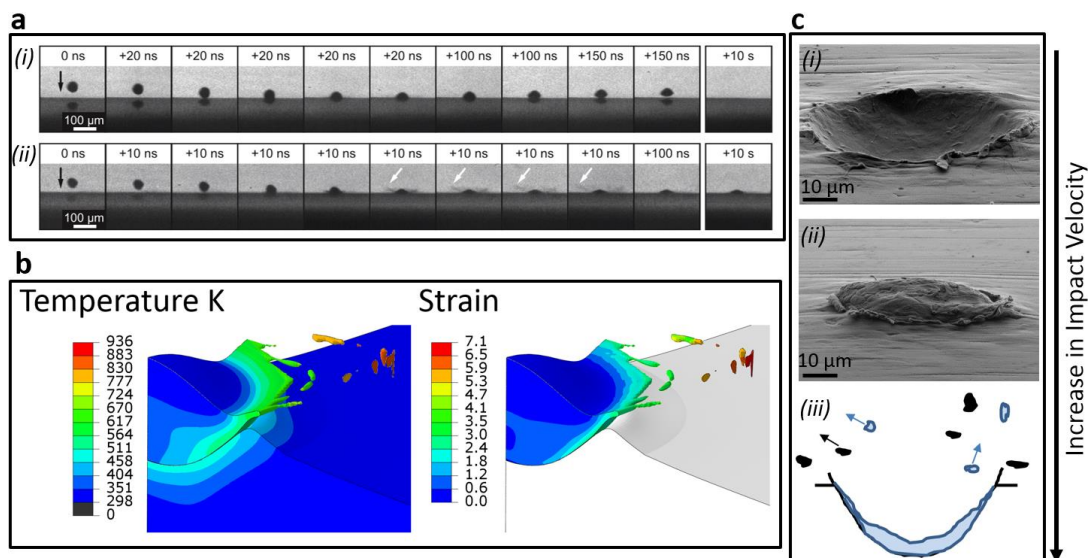 a
(i)
0 ns +20 ns +20 ns +20 ns +20 ns +20 ns +100 ns +100 ns +150 ns +150 ns +10 s
100 µm
(ii)
0 ns +10 ns +10 ns +10 ns +10 ns +10 ns +10 ns +10 ns +10 ns +100 ns +10 s
100 µm
b
Temperature K
936
883
830
777
724
670
617
564
511
458
404
351
298
0
Strain
7.1
6.5
5.9
5.3
4.7
4.1
3.5
3.0
2.4
1.8
1.2
0.6
0.0
c
(i)
10 µm
(ii)
10 µm
(iii)
Increase in Impact Velocity